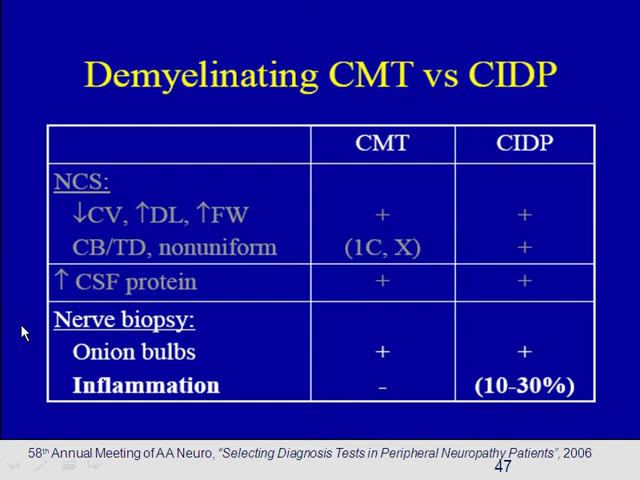 Demyelinating CMT vs CIDP
CMT CIDP
NCS:
↓CV, ↑DL, ↑FW + +
CB/TD, nonuniform (1C, X) +
↑ CSF protein + +
Nerve biopsy:
Onion bulbs + +
Inflammation - (10-30%)
58th Annual Meeting of AA Neuro, “Selecting Diagnosis Tests in Peripheral Neuropathy Patients”, 2006
47